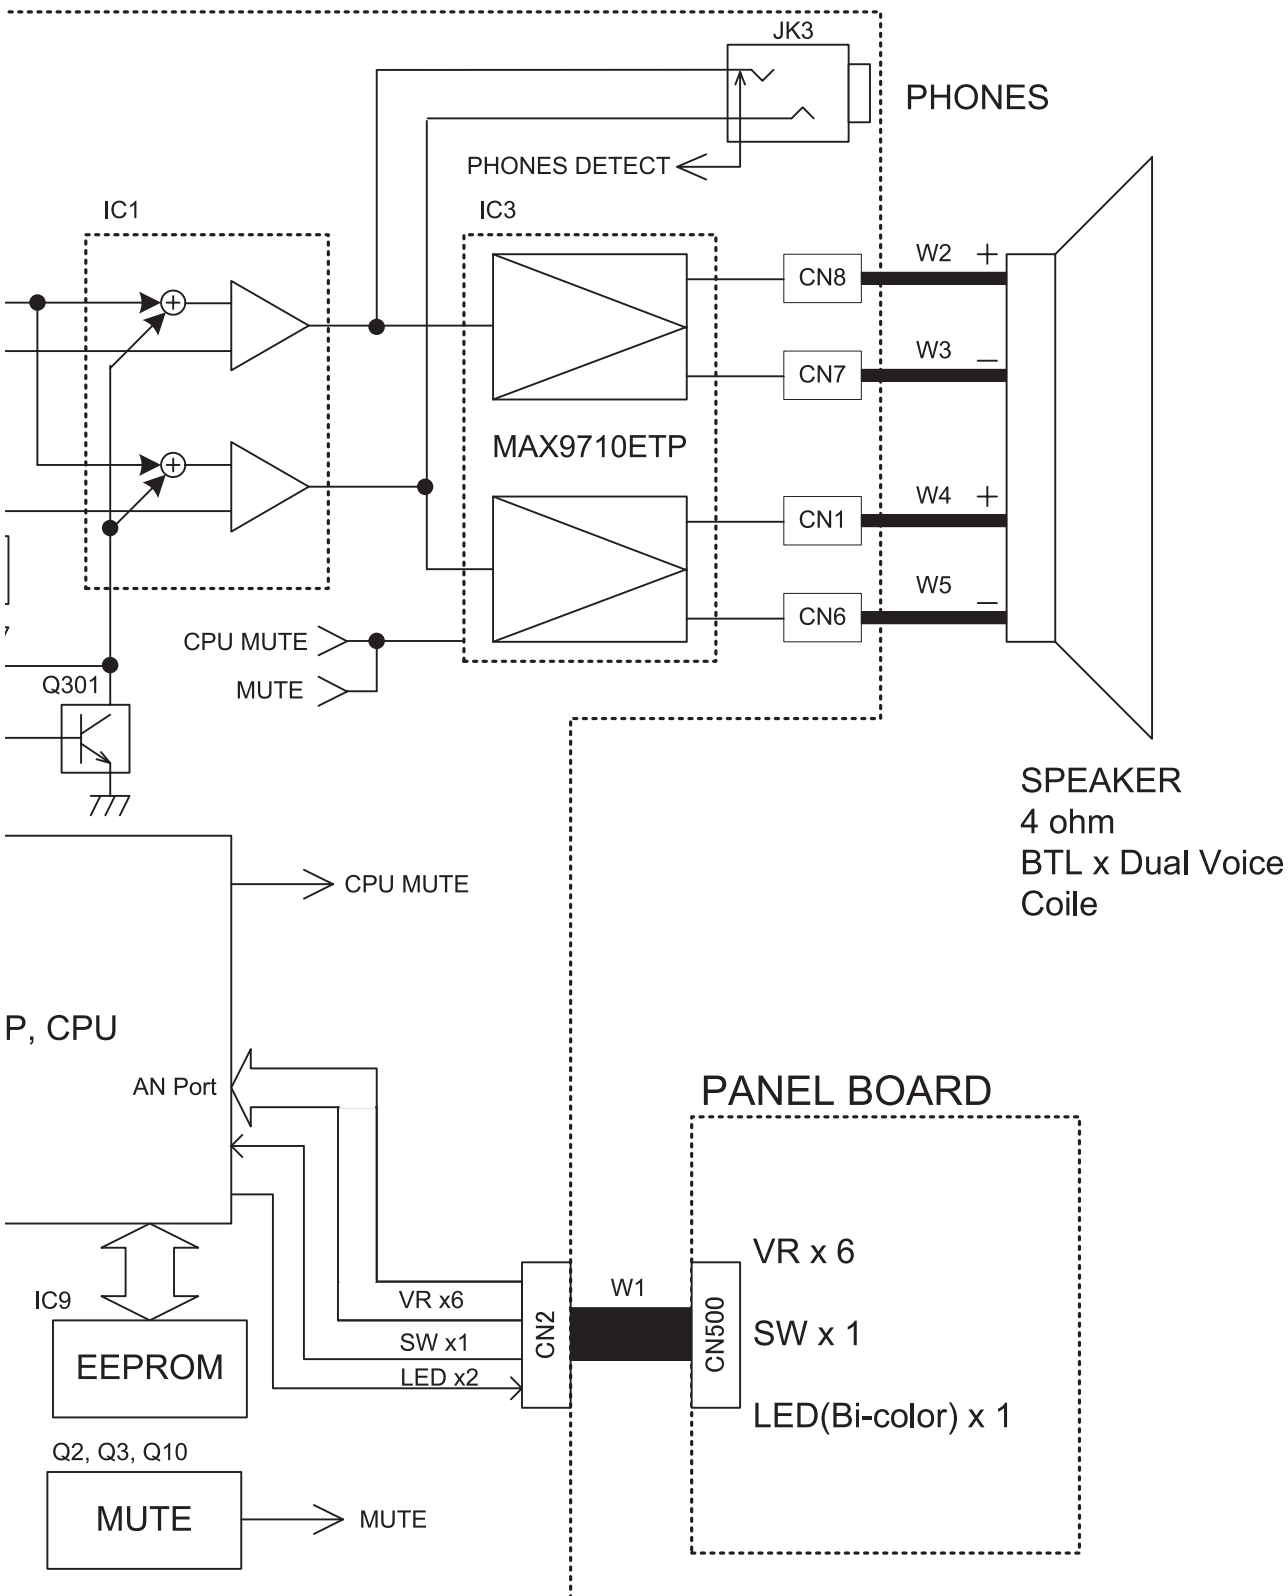 JK3
PHONES
PHONES DETECT
IC1
IC3
W2 +
CN8
W3 –
CN7
MAX9710ETP
W4 +
CN1
W5 –
CN6
CPU MUTE
MUTE
Q301
SPEAKER
4 ohm
BTL x Dual Voice
Coile
CPU MUTE
P, CPU
AN Port
PANEL BOARD
VR x 6
W1
IC9
VR x6
CN2
CN500
SW x 1
SW x1
EEPROM
LED x2
LED(Bi-color) x 1
Q2, Q3, Q10
MUTE
MUTE